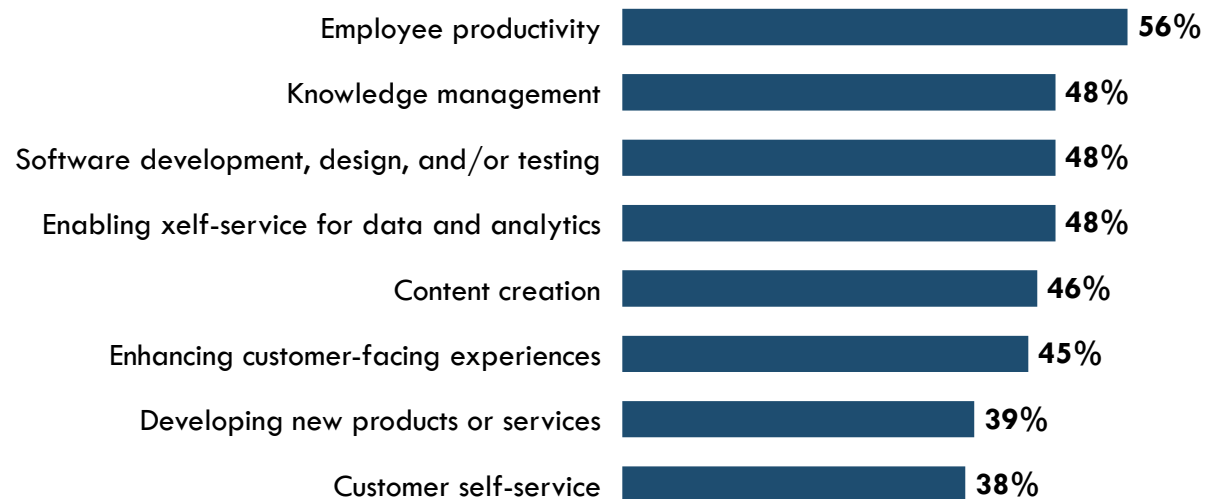 Employee productivity 56%
Knowledge management 48%
Software development, design, and/or testing 48%
Enabling xelf-service for data and analytics 48%
Content creation 46%
Enhancing customer-facing experiences 45%
Developing new products or services 39%
Customer self-service 38%